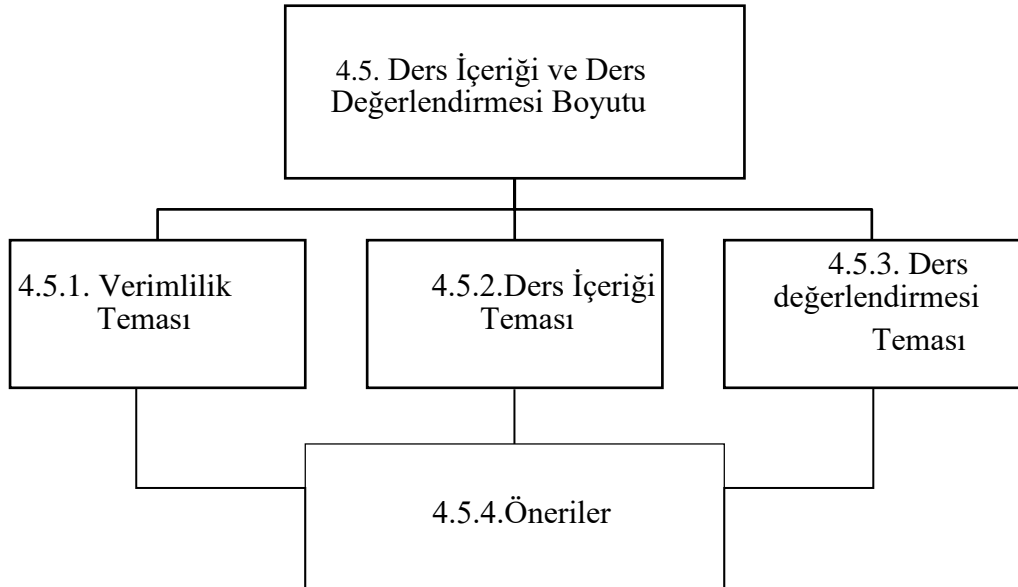 4.5. Ders İçeriği ve Ders
Değerlendirmesi Boyutu
4.5.1. Verimlilik
Teması
4.5.2.Ders İçeriği
Teması
4.5.3. Ders
değerlendirmesi
Teması
4.5.4.Öneriler